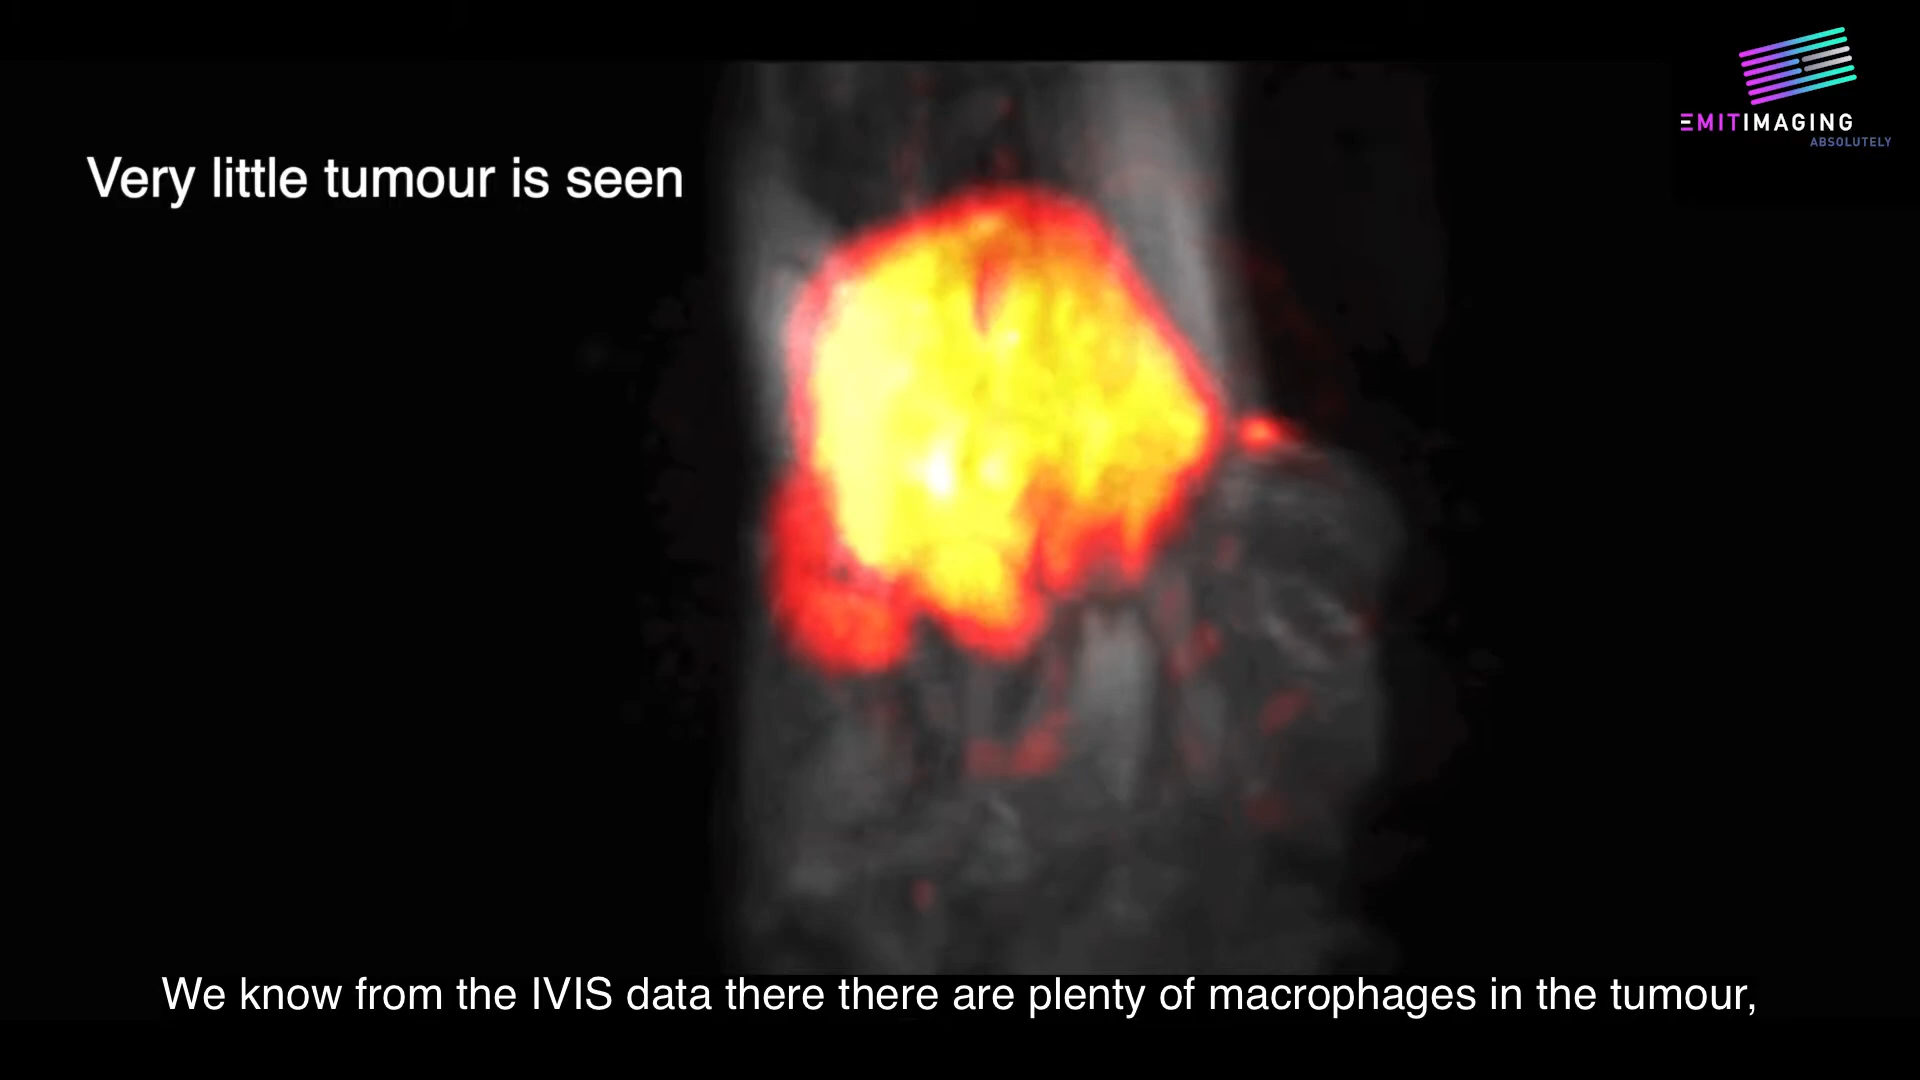 EMITIMAGING
ABSOLUTELY
Very little tumour is seen
We know from the IVIS data there there are plenty of macrophages in the tumour,